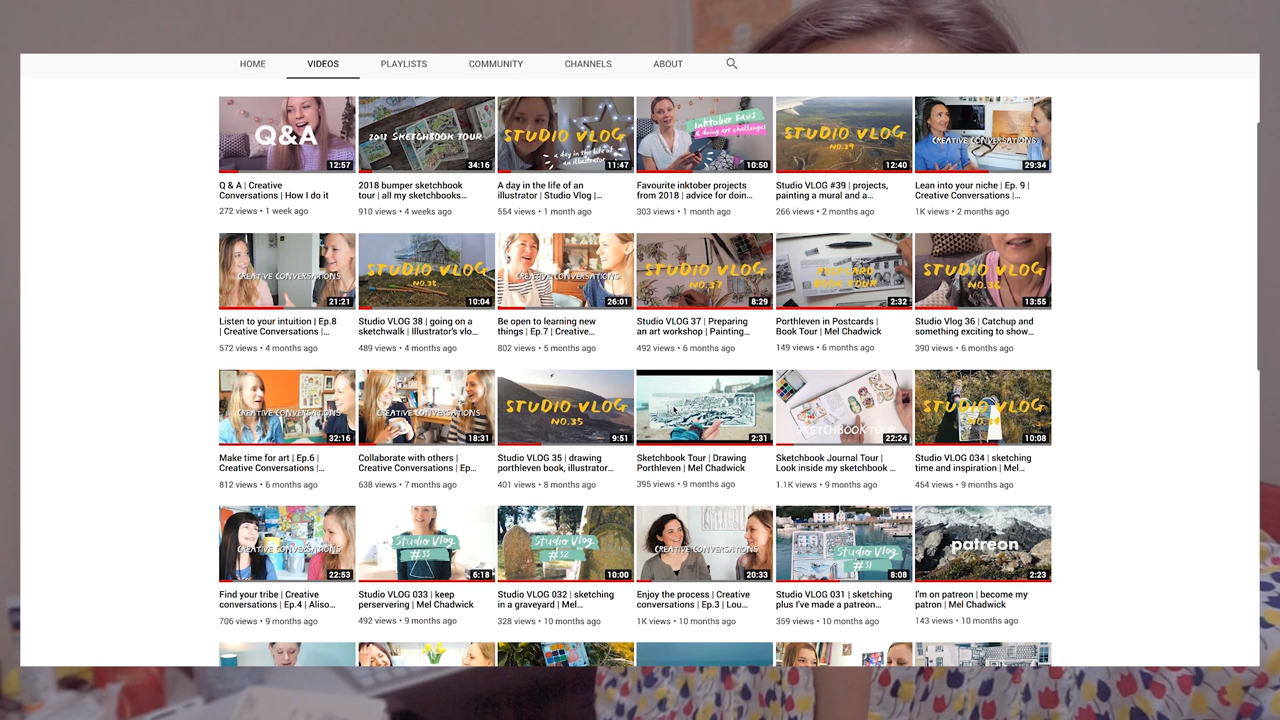 HOME VIDEOS PLAYLISTS COMMUNITY CHANNELS ABOUT
Q&A
12:57
2018 SKETCHBOOK TOUR
34:16
STUDIO VLOG
a day in the life of
an illustrator
11:47
inktober favs
& doing art challenges
10:50
STUDIO VLOG
NO.39
12:40
CREATIVE CONVERSATIONS
29:34
Q & A | Creative
Conversations | How I do it
272 views • 1 week ago
2018 bumper sketchbook
tour | all my sketchbooks...
910 views • 4 weeks ago
A day in the life of an
illustrator | Studio Vlog |...
554 views • 1 month ago
Favourite inktober projects
from 2018 | advice for doin...
303 views • 1 month ago
Studio VLOG #39 | projects,
painting a mural and a...
266 views • 2 months ago
Lean into your niche | Ep. 9 |
Creative Conversations |...
1K views • 2 months ago
CREATIVE CONVERSATIONS
21:21
STUDIO VLOG
NO.38
10:04
CREATIVE CONVERSATIONS
26:01
STUDIO VLOG
NO.37
8:29
POSTCARD
BOOK TOUR
2:32
STUDIO VLOG
NO.36
13:55
Listen to your intuition | Ep.8
| Creative Conversations |...
572 views • 4 months ago
Studio VLOG 38 | going on a
sketchwalk | Illustrator's vlo...
489 views • 4 months ago
Be open to learning new
things | Ep.7 | Creative...
802 views • 5 months ago
Studio VLOG 37 | Preparing
an art workshop | Painting...
492 views • 6 months ago
Porthleven in Postcards |
Book Tour | Mel Chadwick
149 views • 6 months ago
Studio Vlog 36 | Catchup and
something exciting to show...
390 views • 6 months ago
CREATIVE CONVERSATIONS
32:16
CREATIVE CONVERSATIONS
18:31
STUDIO VLOG
NO.35
9:51
2:31
SKETCHBOOK TOUR
22:24
STUDIO VLOG
NO.34
10:08
Make time for art | Ep.6 |
Creative Conversations |...
812 views • 6 months ago
Collaborate with others |
Creative Conversations | Ep...
638 views • 7 months ago
Studio VLOG 35 | drawing
porthleven book, illustrator...
401 views • 8 months ago
Sketchbook Tour | Drawing
Porthleven | Mel Chadwick
395 views • 9 months ago
Sketchbook Journal Tour |
Look inside my sketchbook ...
1.1K views • 9 months ago
Studio VLOG 034 | sketching
time and inspiration | Mel...
454 views • 9 months ago
CREATIVE CONVERSATIONS
22:53
Studio Vlog
#33
6:18
Studio Vlog
#32
10:00
CREATIVE CONVERSATIONS
20:33
Studio Vlog
#31
8:08
patreon
2:23
Find your tribe | Creative
conversations | Ep.4 | Aliso...
706 views • 9 months ago
Studio VLOG 033 | keep
perservering | Mel Chadwick
492 views • 9 months ago
Studio VLOG 032 | sketching
in a graveyard | Mel...
328 views • 10 months ago
Enjoy the process | Creative
conversations | Ep.3 | Lou...
1K views • 10 months ago
Studio VLOG 031 | sketching
plus I've made a patreon...
359 views • 10 months ago
I'm on patreon | become my
patron | Mel Chadwick
143 views • 10 months ago